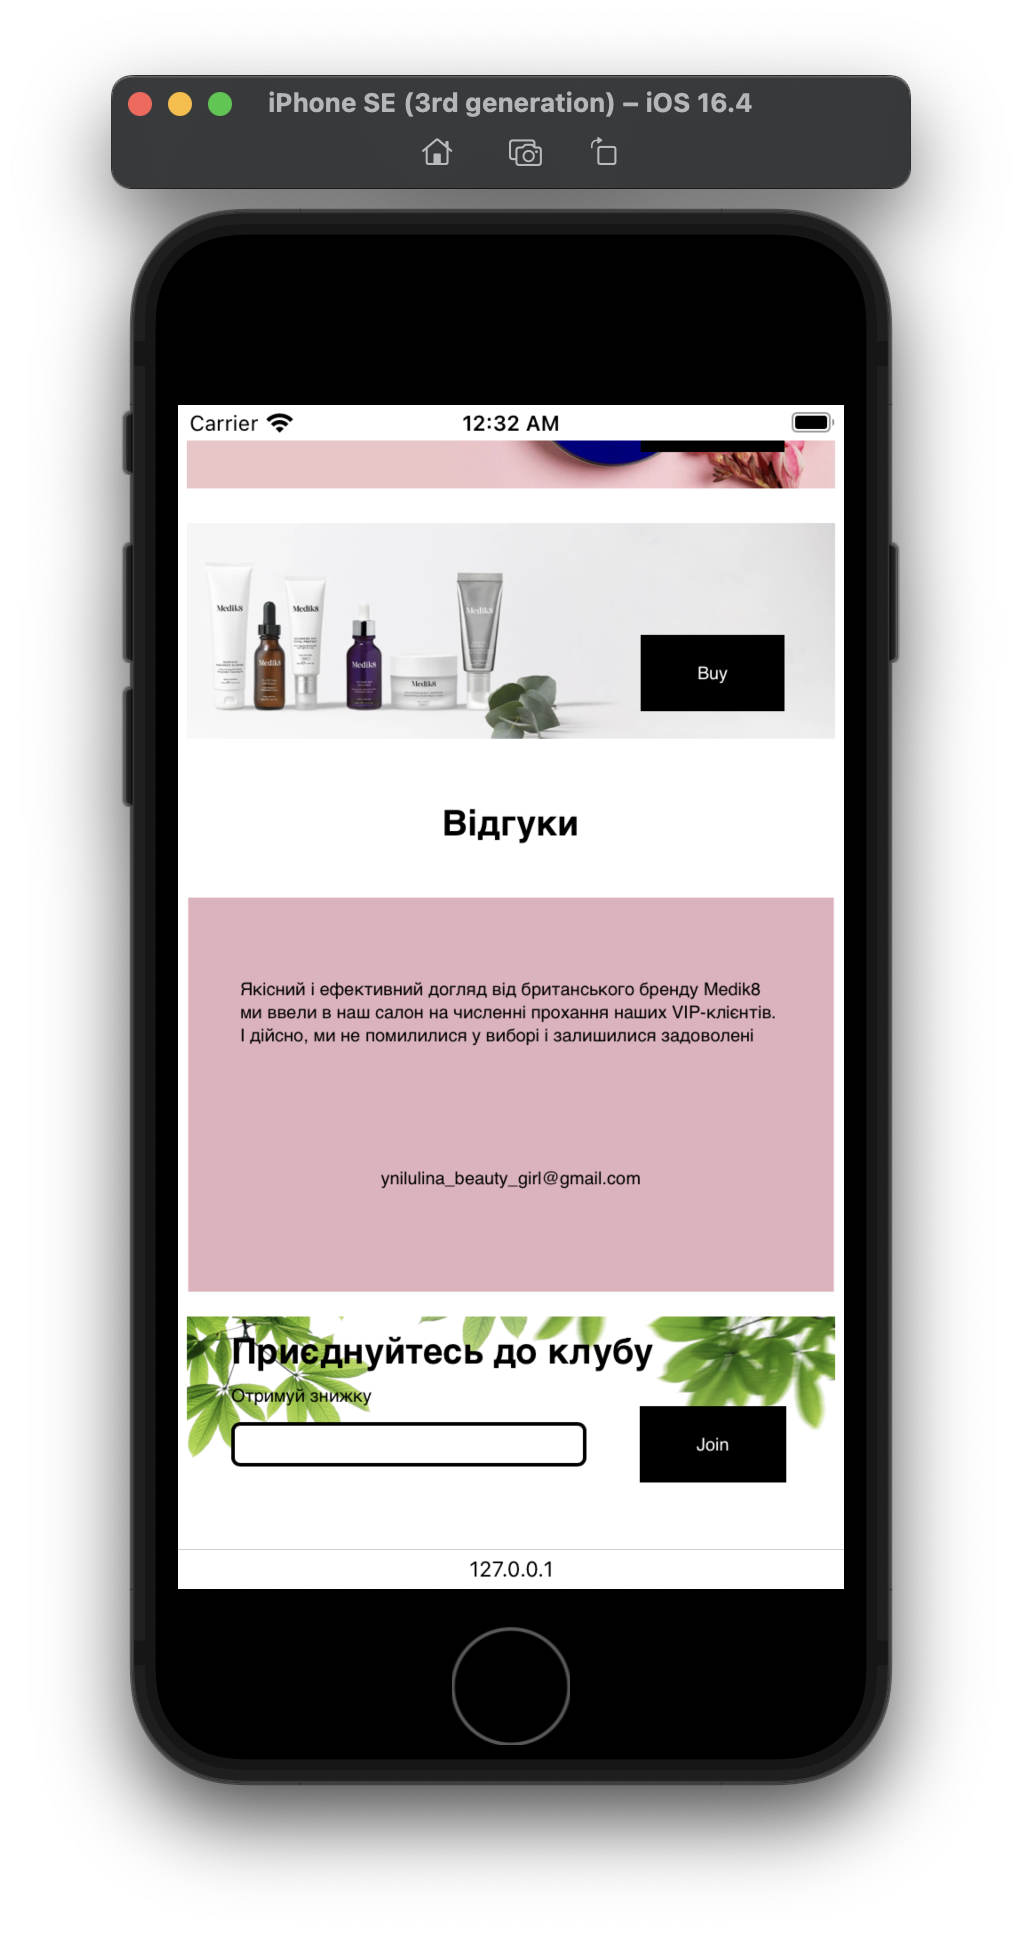 iPhone SE (3rd generation) – iOS 16.4
Carrier
12:32 AM
Medik8
Medik8
Medik8
Medik8
Medik8
Medik8
Buy
Відгуки
Якісний і ефективний догляд від британського бренду Medik8
ми ввели в наш салон на численні прохання наших VIP-клієнтів.
І дійсно, ми не помилилися у виборі і залишилися задоволені
ynilulina_beauty_girl@gmail.com
Приєднуйтесь до клубу
Отримуй знижку
Join
127.0.0.1